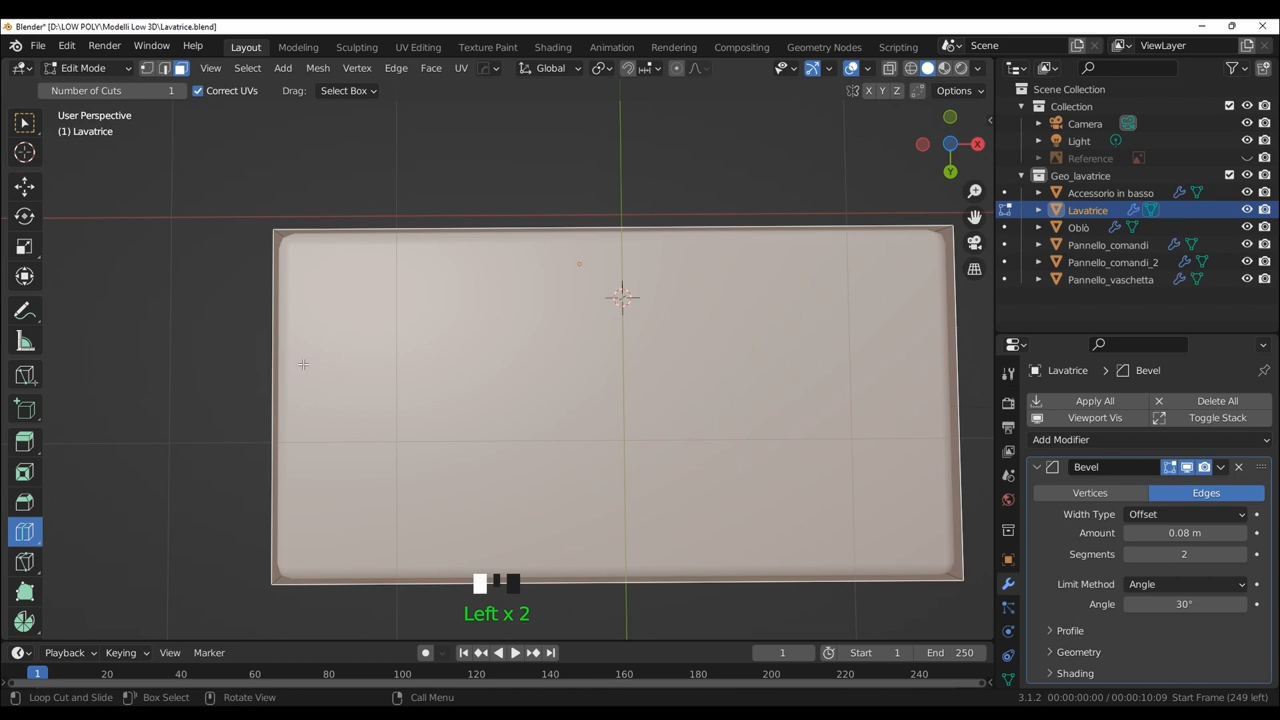 Blender* [D:\LOW POLY\Modelli Low 3D\Lavatrice.blend]
File Edit Render Window Help Layout Modeling Sculpting UV Editing Texture Paint Shading Animation Rendering Compositing Geometry Nodes Scripting Scene ViewLayer
Edit Mode View Select Add Mesh Vertex Edge Face UV Global
Number of Cuts 1 Correct UVs Drag: Select Box X Y Z Options
Scene Collection
Collection
Camera
Light
Reference
Geo_lavatrice
Accessorio in basso
Lavatrice
Oblò
Pannello_comandi
Pannello_comandi_2
Pannello_vaschetta
User Perspective
(1) Lavatrice
X
Y
Left x 2
Lavatrice > Bevel
Apply All Delete All
Viewport Vis Toggle Stack
Add Modifier
Bevel
Vertices Edges
Width Type Offset
Amount 0.08 m
Segments 2
Limit Method Angle
Angle 30°
Profile
Geometry
Shading
Playback Keying View Marker 1 Start 1 End 250
1 20 40 60 80 100 120 140 160 180 200 220 240
Loop Cut and Slide Box Select Rotate View Call Menu 3.1.2 00:00:00:00 / 00:00:10:09 Start Frame (249 left)